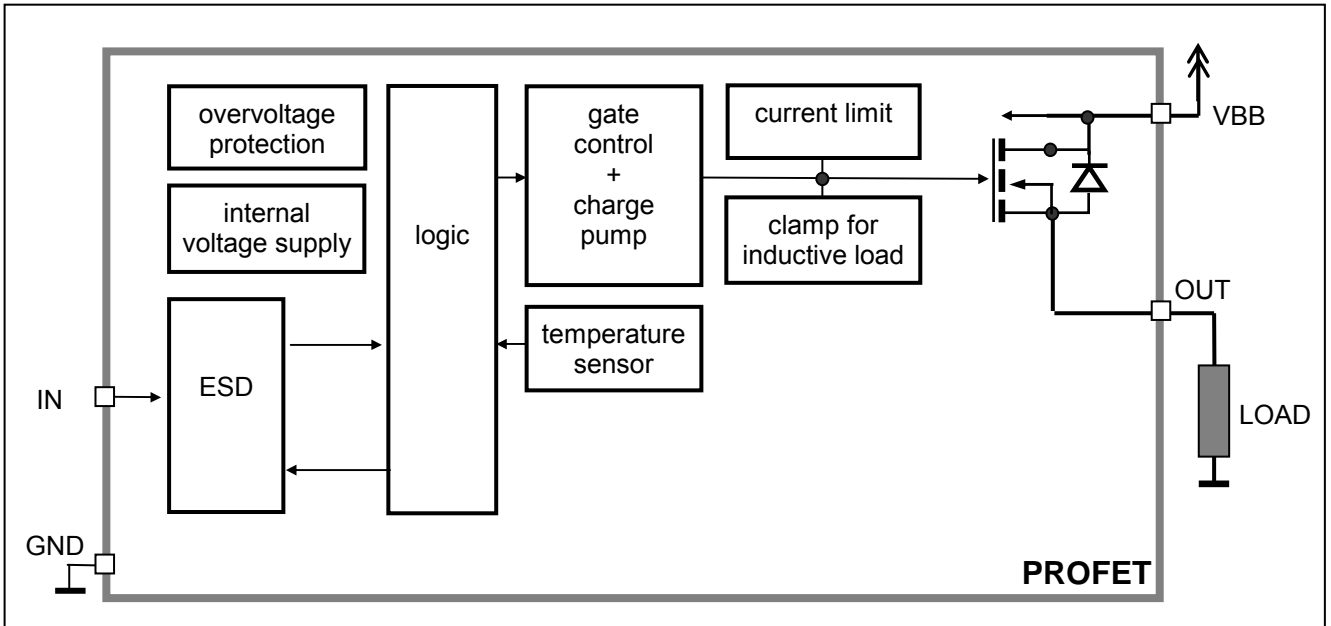 overvoltage
protection
internal
voltage supply
logic
gate
control
+
charge
pump
current limit
clamp for
inductive load
temperature
sensor
ESD
IN
GND
VBB
OUT
LOAD
PROFET